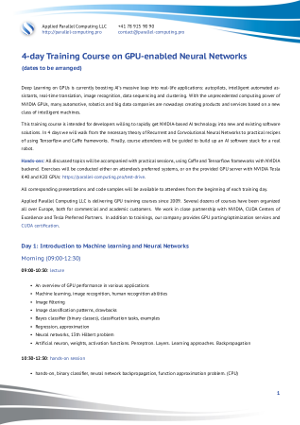 Applied Parallel Computing LLC
http://parallel-computing.pro
+41 78 925 98 90
contact@parallel-computing.pro
4-day Training Course on GPU-enabled Neural Networks
(dates to be arranged)
Deep Learning on GPUs is currently boosting AI's massive leap into real-life applications: autopilots, intelligent automated as-
sistants, real-time translation, image recognition, data sequencing and clustering. With the unprecedented computing power of
NVIDIA GPUs, many automotive, robotics and big data companies are nowadays creating products and services based on a new
class of intelligent machines.
This training course is intended for developers willing to rapidly get NVIDIA-based AI technology into new and existing software
solutions. In 4 days we will wade from the necessary theory of Recurrent and Convolutional Neural Networks to practical recipes
of using TensorFlow and Caffe frameworks. Finally, course attendees will be guided to build up an AI software stack for a real
robot.
Hands-on: All discussed topics will be accompanied with practical sessions, using Caffe and TensorFlow frameworks with NVIDIA
backend. Exercises will be conducted either on attendee's preferred systems, or on the provided GPU server with NVIDIA Tesla
K40 and K80 GPUs: https://parallel-computing.pro/test-drive.
All corresponding presentations and code samples will be available to attendees from the beginning of each training day.
Applied Parallel Computing LLC is delivering GPU training courses since 2009. Several dozens of courses have been organized
all over Europe, both for commercial and academic customers. We work in close partnership with NVIDIA, CUDA Centers of
Excellence and Tesla Preferred Partners. In addition to trainings, our company provides GPU porting/optimization services and
CUDA certification.
Day 1: Introduction to Machine learning and Neural Networks
Morning (09:00-12:30)
09:00-10:30: lecture
• An overview of GPU performance in various applications
• Machine learning, image recognition, human recognition abilities
• Image filtering
• Image classification patterns, drawbacks
• Bayes classifier (binary classes), classification tasks, examples
• Regression, approximation
• Neural networks, 13th Hilbert problem
• Artificial neuron, weights, activation functions. Perceptron. Layers. Learning approaches. Backpropagation
10:30-12:30: hands-on session
• hands-on, binary classifier, neural network backpropagation, function approximation problem. (CPU)
1